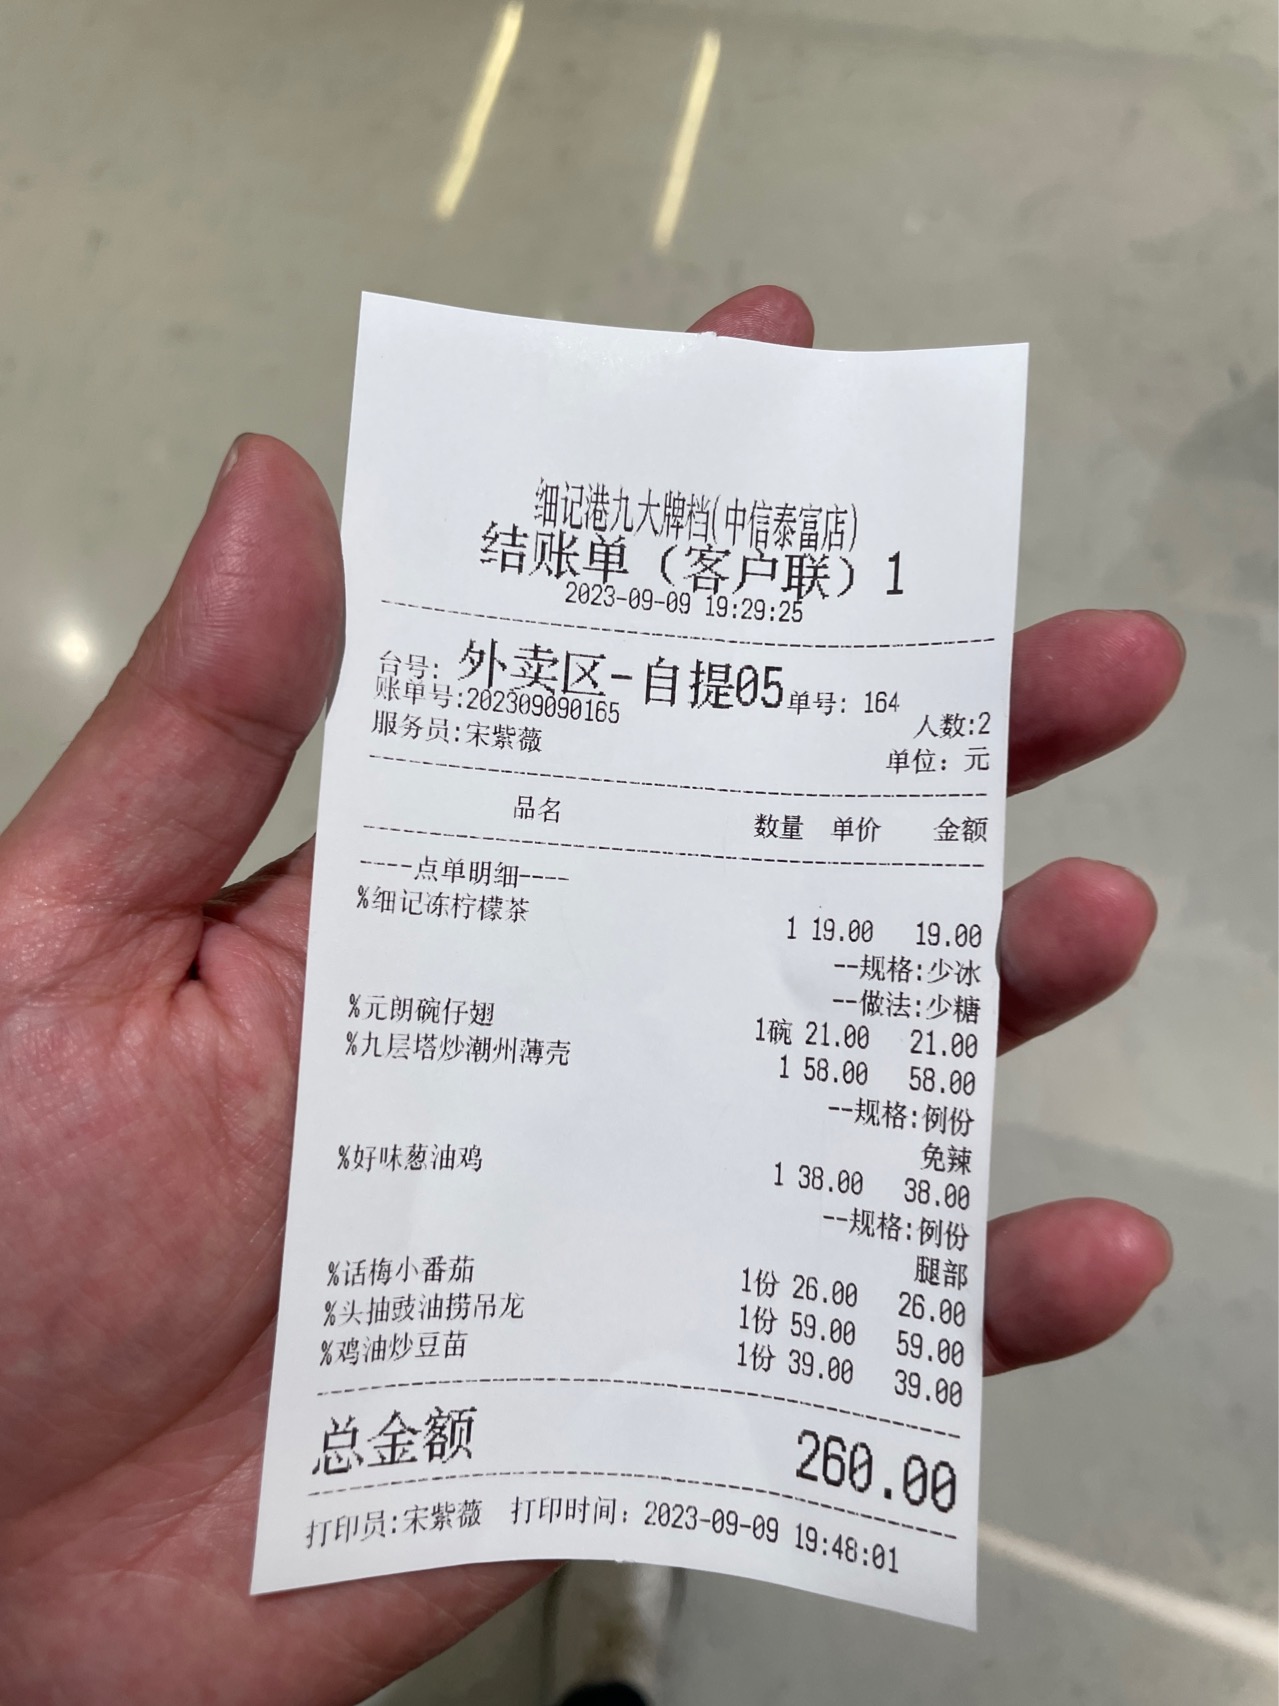 细记港九大牌档(中信泰富店)
结账单（客户联）1
2023-09-09 19:29:25
台号: 外卖区-自提05 单号: 164
账单号:202309090165 人数:2
服务员:宋紫薇 单位: 元
品名 数量 单价 金额
----点单明细----
%细记冻柠檬茶 1 19.00 19.00
--规格:少冰
--做法:少糖
%元朗碗仔翅 1碗 21.00 21.00
%九层塔炒潮州薄壳 1 58.00 58.00
--规格:例份
免辣
%好味葱油鸡 1 38.00 38.00
--规格:例份
腿部
%话梅小番茄 1份 26.00 26.00
%头抽豉油捞吊龙 1份 59.00 59.00
%鸡油炒豆苗 1份 39.00 39.00
总金额 260.00
打印员:宋紫薇 打印时间: 2023-09-09 19:48:01